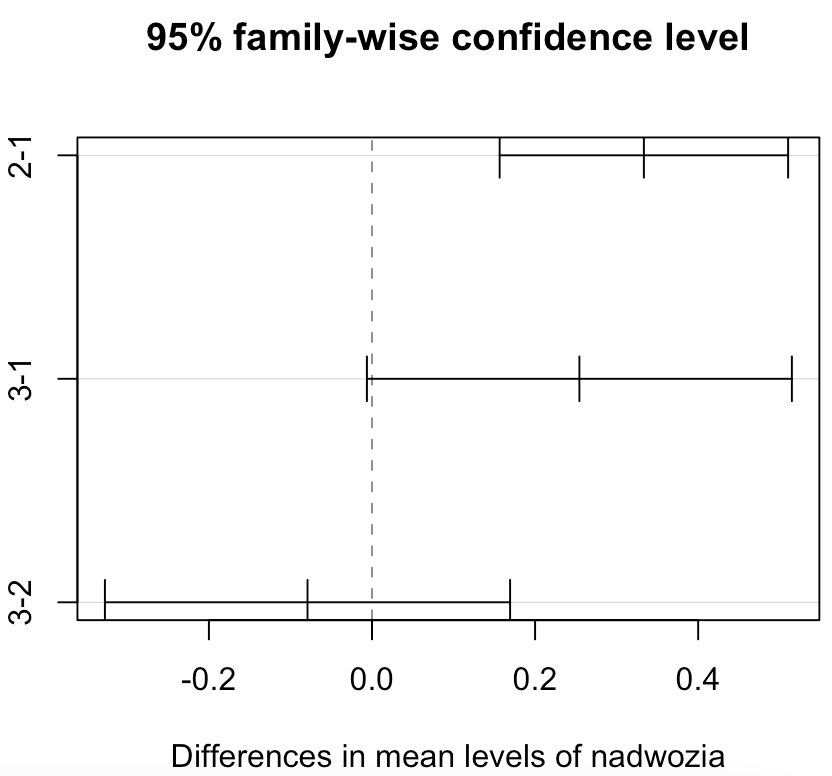 95% family-wise confidence level
2-1
3-1
3-2
-0.2 0.0 0.2 0.4
Differences in mean levels of nadwozia